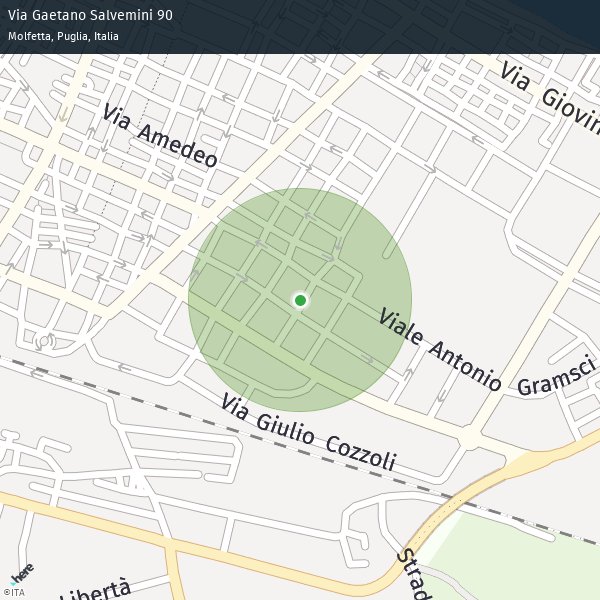 Via Gaetano Salvemini 90
Molfetta, Puglia, Italia
Via Giovin
Via Amedeo
Viale Antonio Gramsci
Via Giulio Cozzoli
Strad
Libertà
here
©ITA